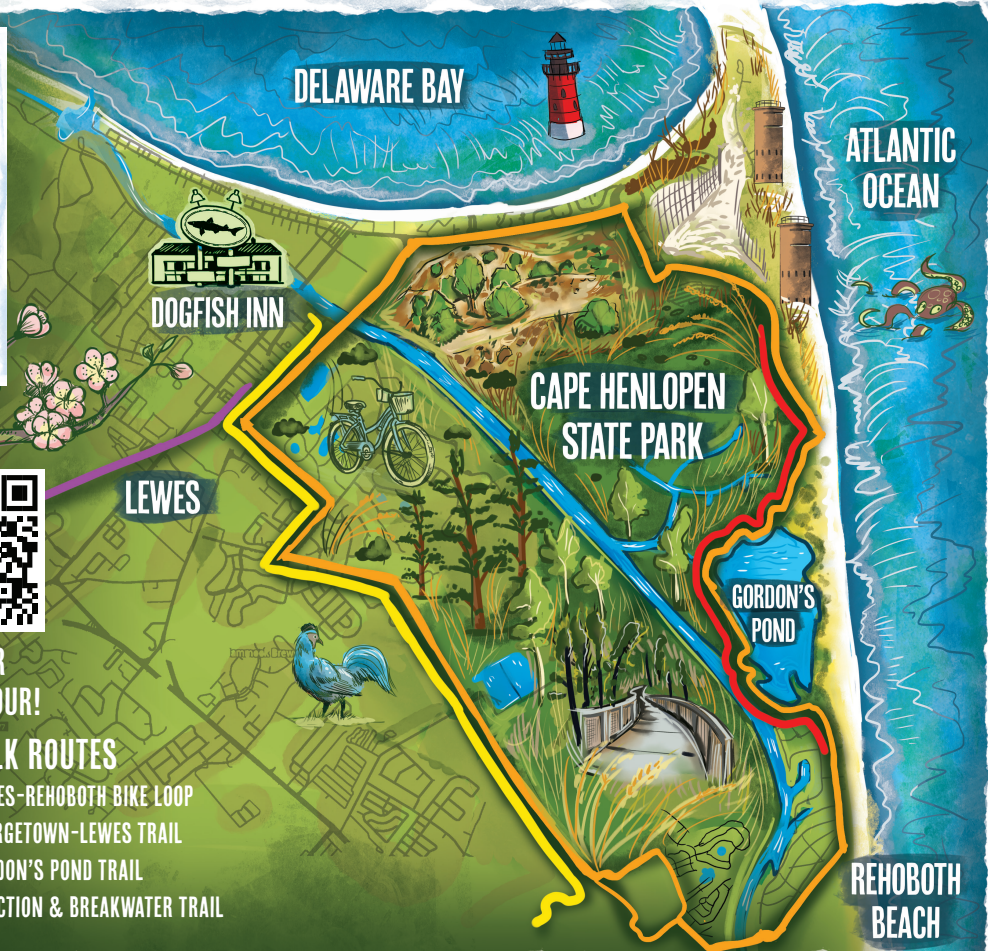 DELAWARE BAY
ATLANTIC
OCEAN
DOGFISH INN
CAPE HENLOPEN
STATE PARK
LEWES
GORDON'S
POND
R
OUR!
LK ROUTES
ES-REHOBOTH BIKE LOOP
RGETOWN-LEWES TRAIL
DON'S POND TRAIL
CTION & BREAKWATER TRAIL
REHOBOTH
BEACH